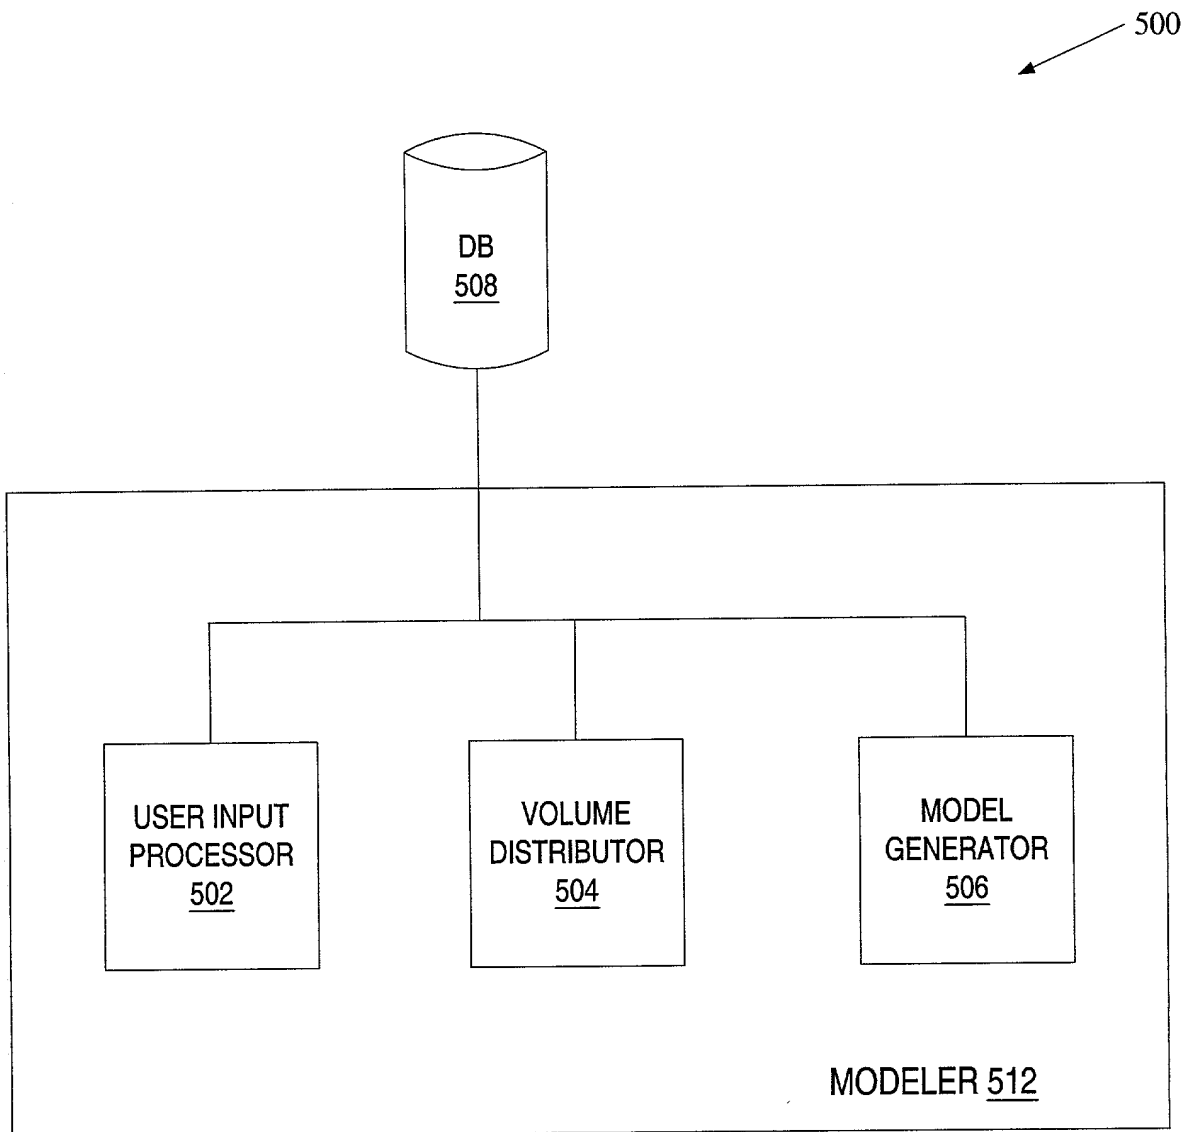 500
DB
508
USER INPUT
PROCESSOR
502
VOLUME
DISTRIBUTOR
504
MODEL
GENERATOR
506
MODELER 512